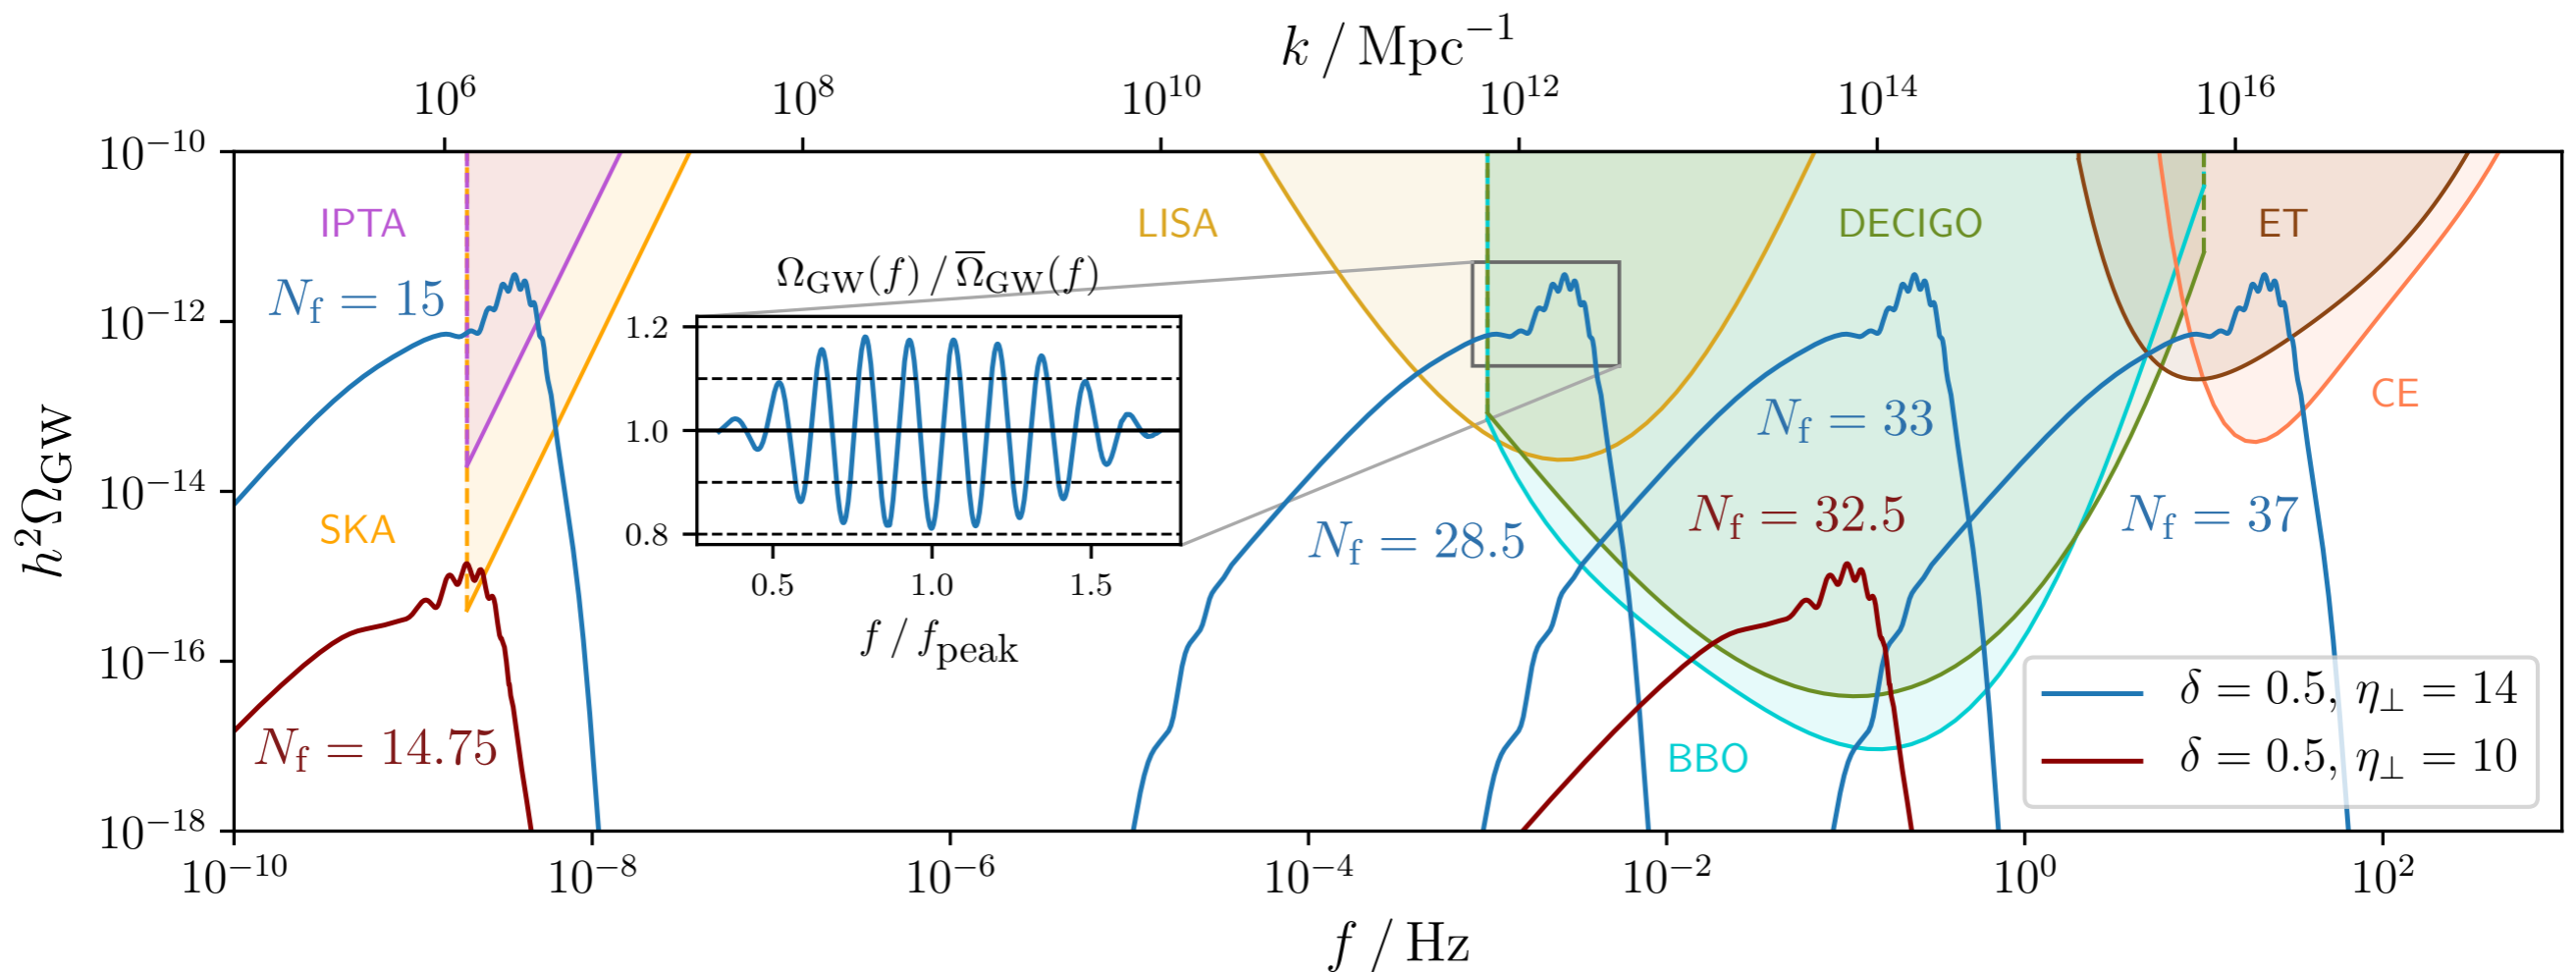 k / Mpc⁻¹
10⁶ 10⁸ 10¹⁰ 10¹² 10¹⁴ 10¹⁶
10⁻¹⁰
IPTA LISA DECIGO ET
Ω_GW(f) / Ω̅_GW(f)
N_f = 15
10⁻¹²
1.2
CE
N_f = 33
1.0
h²Ω_GW
10⁻¹⁴
SKA N_f = 28.5 N_f = 32.5 N_f = 37
0.8
0.5 1.0 1.5
f / f_peak
10⁻¹⁶
δ = 0.5, η_⊥ = 14
N_f = 14.75 BBO δ = 0.5, η_⊥ = 10
10⁻¹⁸
10⁻¹⁰ 10⁻⁸ 10⁻⁶ 10⁻⁴ 10⁻² 10⁰ 10²
f / Hz